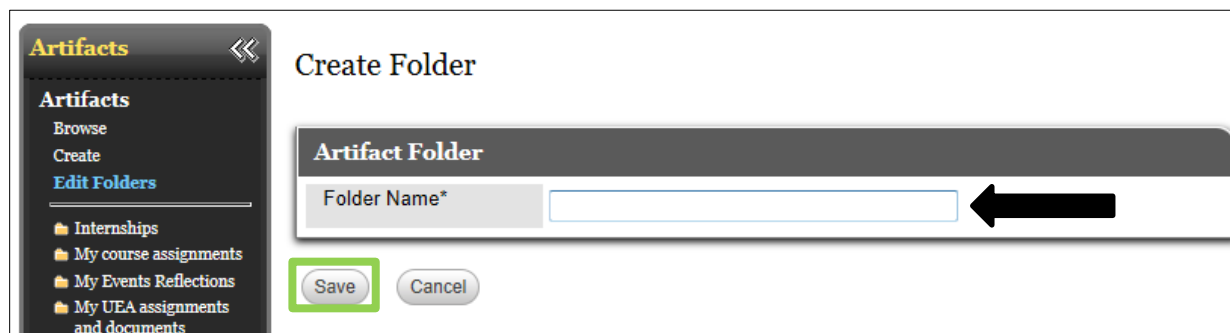 Artifacts
Artifacts
Browse
Create
Edit Folders
Internships
My course assignments
My Events Reflections
My UEA assignments
and documents
Create Folder
Artifact Folder
Folder Name*
Save
Cancel